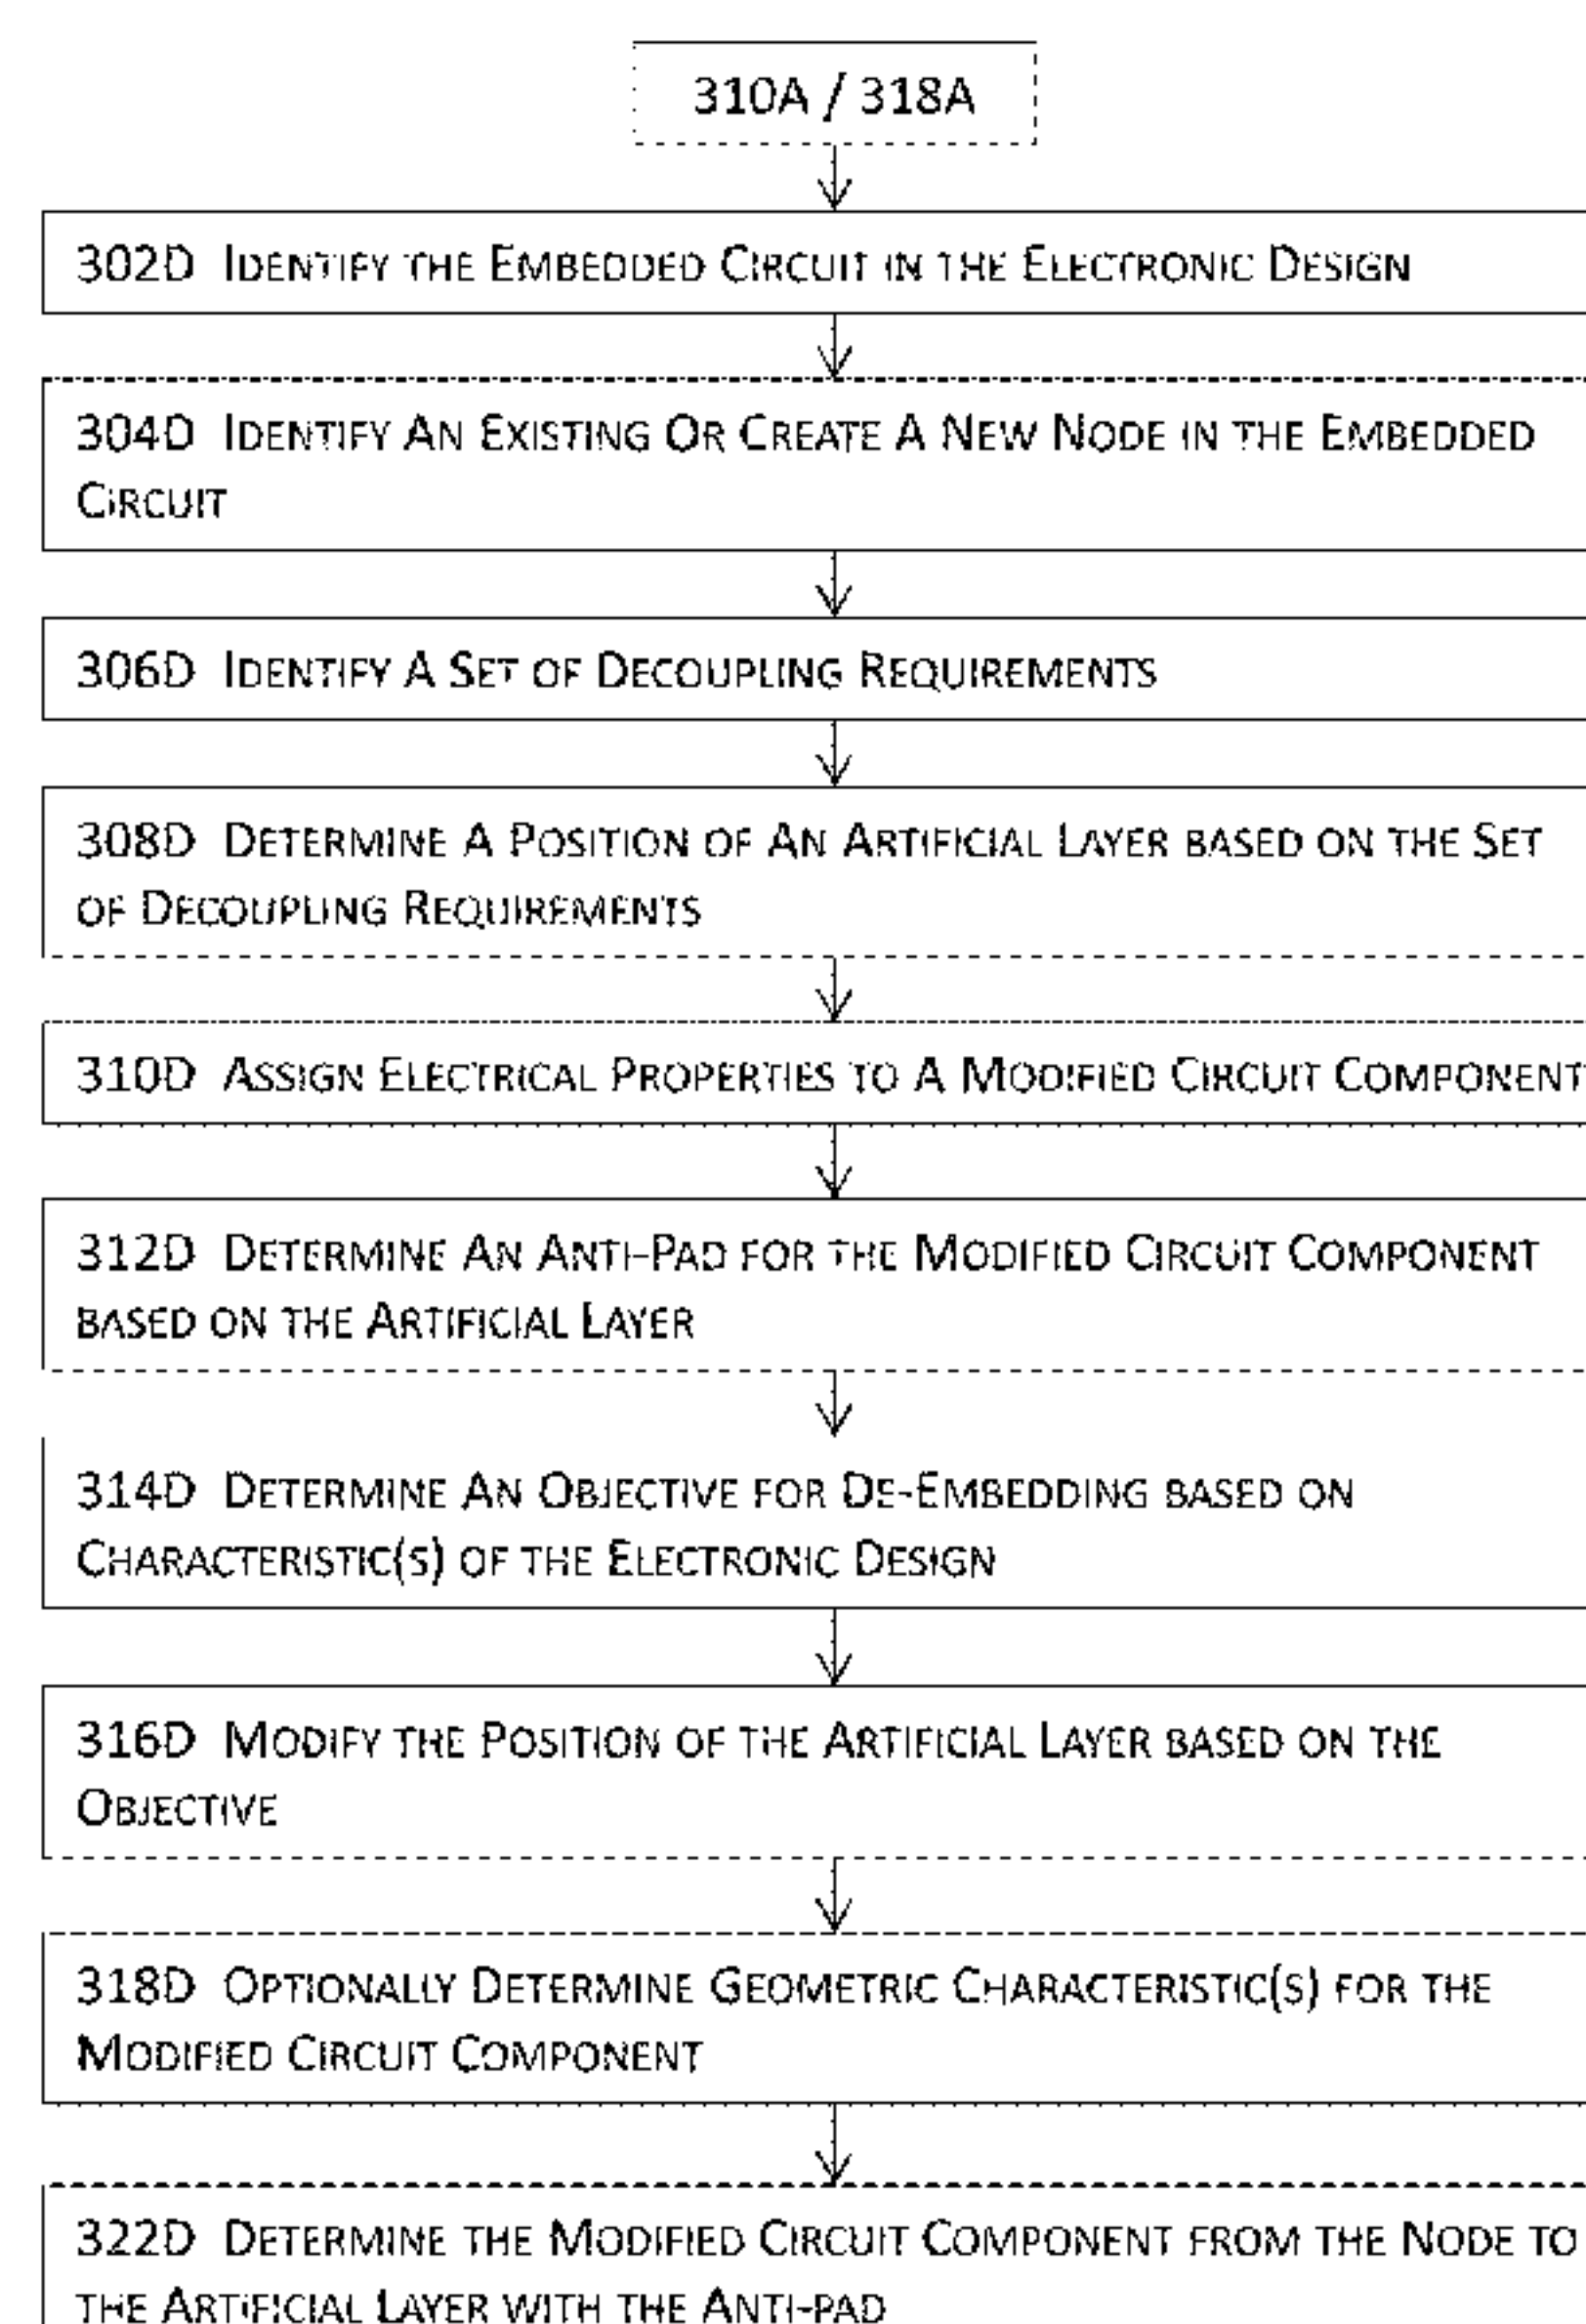 310A / 318A
302D IDENTIFY THE EMBEDDED CIRCUIT IN THE ELECTRONIC DESIGN
304D IDENTIFY AN EXISTING OR CREATE A NEW NODE IN THE EMBEDDED
CIRCUIT
306D IDENTIFY A SET OF DECOUPLING REQUIREMENTS
308D DETERMINE A POSITION OF AN ARTIFICIAL LAYER BASED ON THE SET
OF DECOUPLING REQUIREMENTS
310D ASSIGN ELECTRICAL PROPERTIES TO A MODIFIED CIRCUIT COMPONENT
312D DETERMINE AN ANTI-PAD FOR THE MODIFIED CIRCUIT COMPONENT
BASED ON THE ARTIFICIAL LAYER
314D DETERMINE AN OBJECTIVE FOR DE-EMBEDDING BASED ON
CHARACTERISTIC(S) OF THE ELECTRONIC DESIGN
316D MODIFY THE POSITION OF THE ARTIFICIAL LAYER BASED ON THE
OBJECTIVE
318D OPTIONALLY DETERMINE GEOMETRIC CHARACTERISTIC(S) FOR THE
MODIFIED CIRCUIT COMPONENT
322D DETERMINE THE MODIFIED CIRCUIT COMPONENT FROM THE NODE TO
THE ARTIFICIAL LAYER WITH THE ANTI-PAD